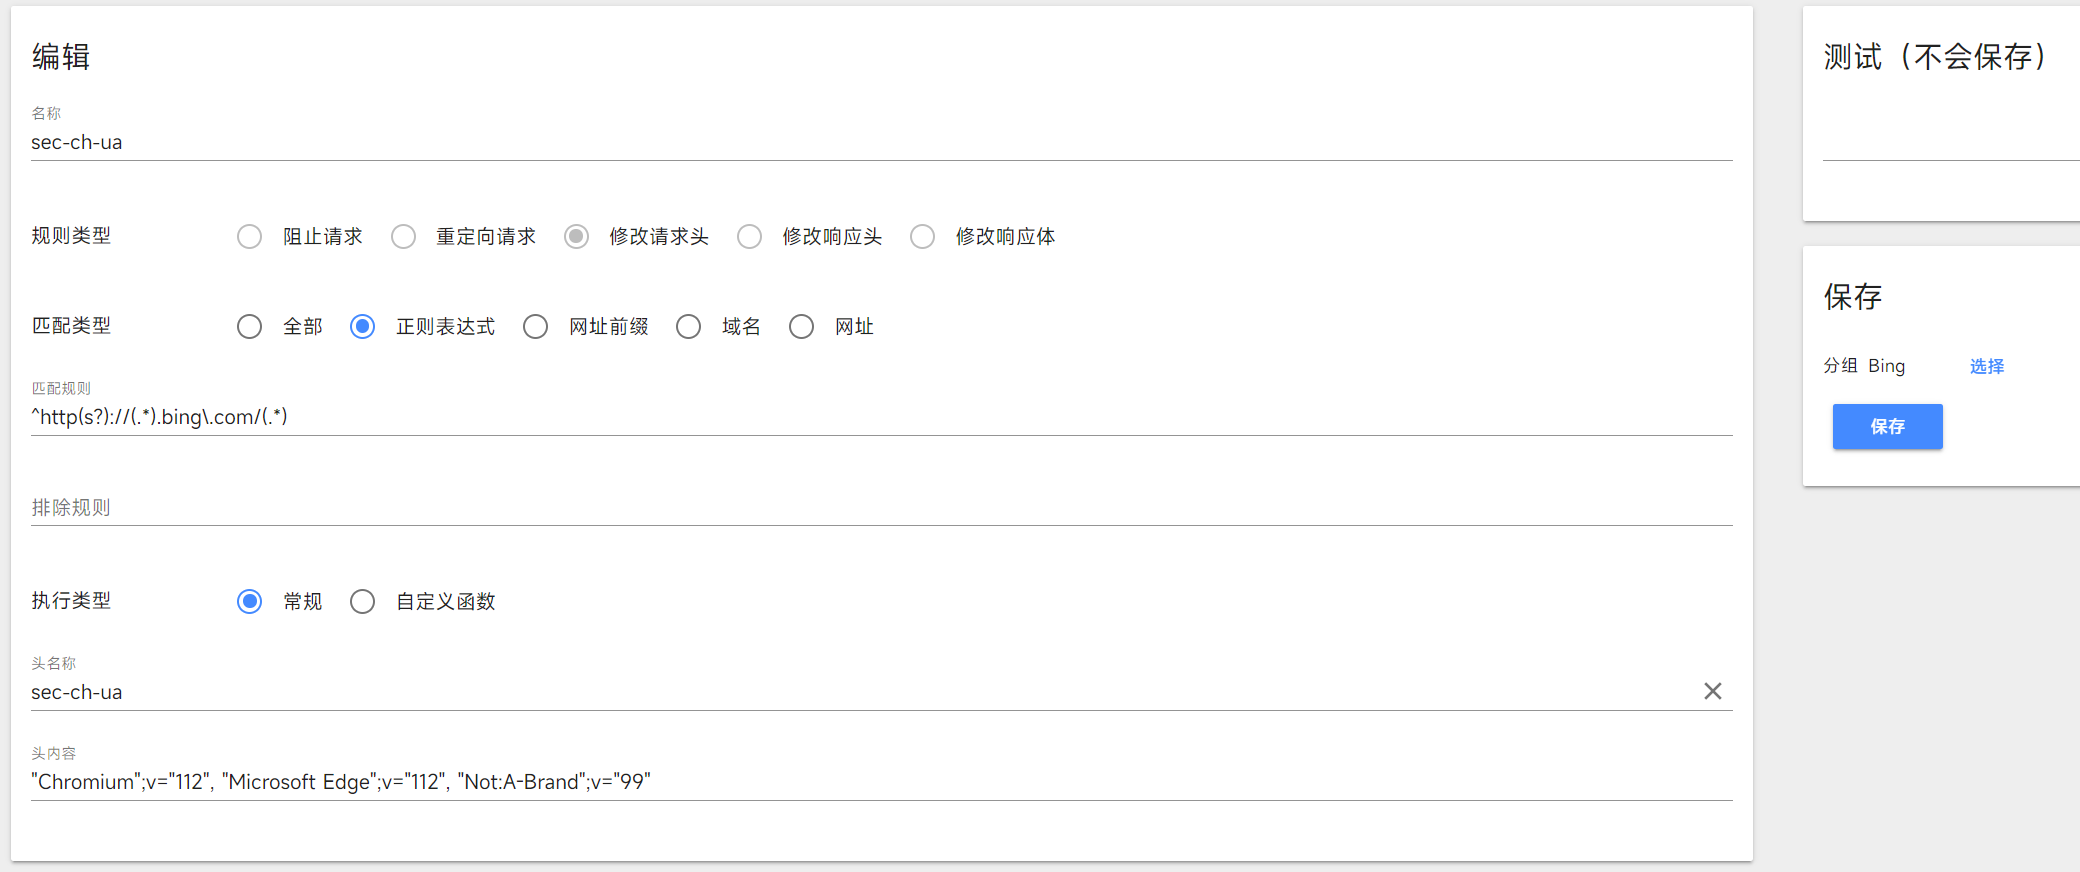 编辑
名称
sec-ch-ua
规则类型 阻止请求 重定向请求 修改请求头 修改响应头 修改响应体
匹配类型 全部 正则表达式 网址前缀 域名 网址
匹配规则
^http(s?)://(.*).bing\.com/(.*)
排除规则
执行类型 常规 自定义函数
头名称
sec-ch-ua
头内容
"Chromium";v="112", "Microsoft Edge";v="112", "Not:A-Brand";v="99"
测试（不会保存）
保存
分组 Bing 选择
保存